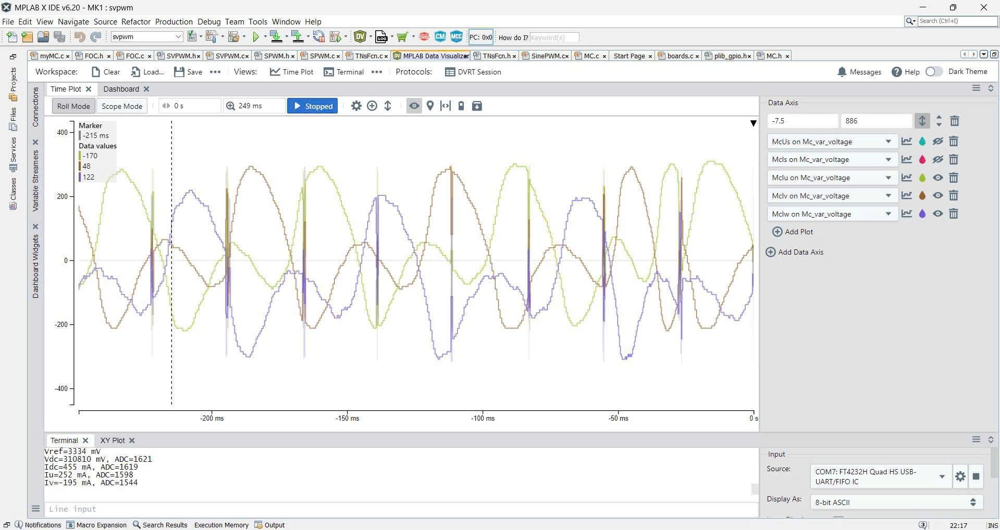 MPLAB X IDE v6.20 - MK1 : svpwm
File Edit View Navigate Source Refactor Production Debug Team Tools Window Help
Search (Ctrl+I)
svpwm
PC: 0x0
How do I?
Keyword(s)
myMC.c FOC.h FOC.c SVPWM.h SVPWM.c SPWM.h SPWM.c TNsFcn.c MPLAB Data Visualizer TNsFcn.h SinePWM.c MC.c Start Page boards.c plib_gpio.h MC.h
Workspace: Clear Load... Save Views: Time Plot Terminal Protocols: DVRT Session
Messages Help Dark Theme
Projects
Files
Services
Classes
Connections
Variable Streamers
Dashboard Widgets
Time Plot Dashboard
Roll Mode Scope Mode 0 s 249 ms Stopped
Marker
-215 ms
Data values
-170
48
122
400
200
0
-200
-400
-200 ms -150 ms -100 ms -50 ms 0 s
Data Axis
-7.5 886
McUs on Mc_var_voltage
McIs on Mc_var_voltage
McIu on Mc_var_voltage
McIv on Mc_var_voltage
McIw on Mc_var_voltage
Add Plot
Add Data Axis
Terminal XY Plot
Vref=3334 mV
Vdc=310810 mV, ADC=1621
Idc=455 mA, ADC=1619
Iu=252 mA, ADC=1598
Iv=-195 mA, ADC=1544
Line input
Input
Source:
COM7: FT4232H Quad HS USB-
UART/FIFO IC
Display As:
8-bit ASCII
Notifications Macro Expansion Search Results Execution Memory Output
3
22:17
INS